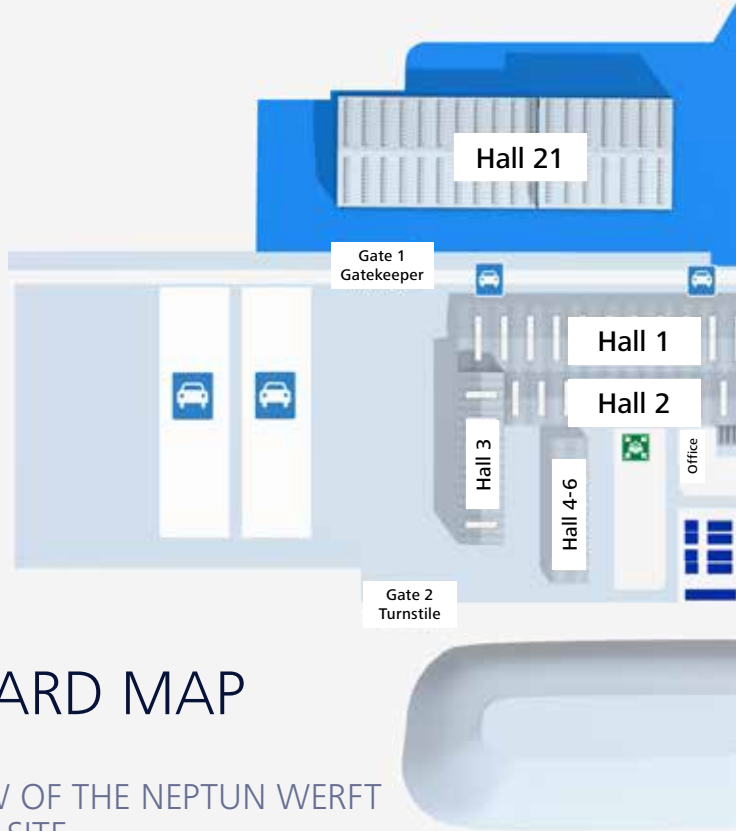 Hall 21
Gate 1
Gatekeeper
Hall 1
Hall 2
Hall 3
Hall 4-6
Office
Gate 2
Turnstile
ARD MAP
OF THE NEPTUN WERFT
SITE